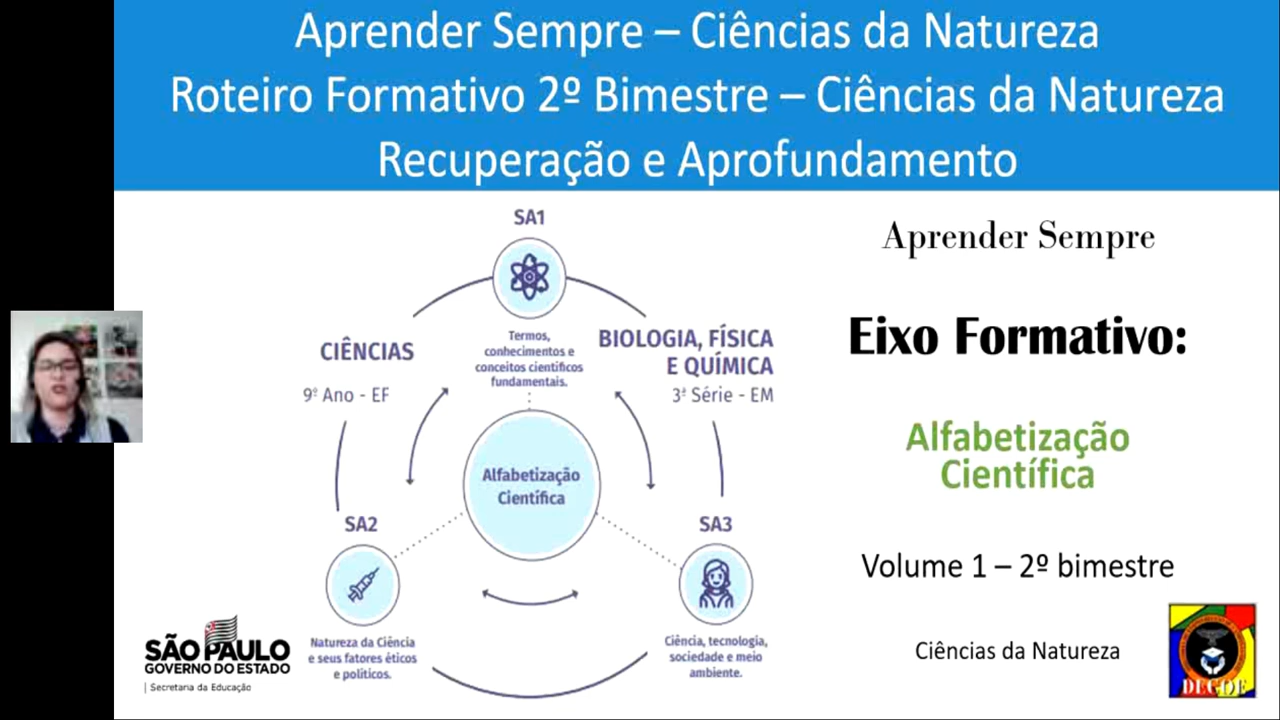 Aprender Sempre – Ciências da Natureza
Roteiro Formativo 2º Bimestre – Ciências da Natureza
Recuperação e Aprofundamento
SA1
Termos,
conhecimentos e
conceitos científicos
fundamentais.
CIÊNCIAS
9º Ano - EF
BIOLOGIA, FÍSICA
E QUÍMICA
3ª Série - EM
Alfabetização
Científica
SA2
Natureza da Ciência
e seus fatores éticos
e políticos.
SA3
Ciência, tecnologia,
sociedade e meio
ambiente.
SÃO PAULO
GOVERNO DO ESTADO
Secretaria da Educação
Aprender Sempre
Eixo Formativo:
Alfabetização
Científica
Volume 1 – 2º bimestre
Ciências da Natureza